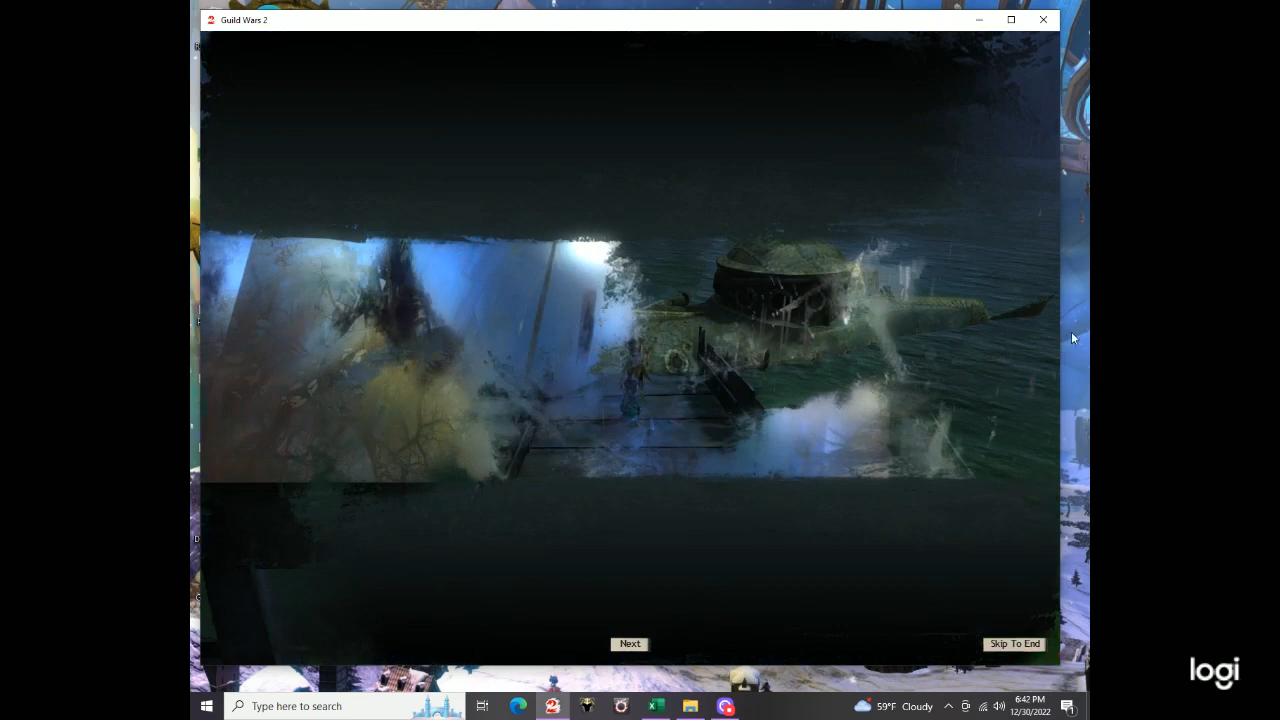 Guild Wars 2
Next
Skip To End
Type here to search
59°F Cloudy
6:42 PM
12/30/2022
1
logi